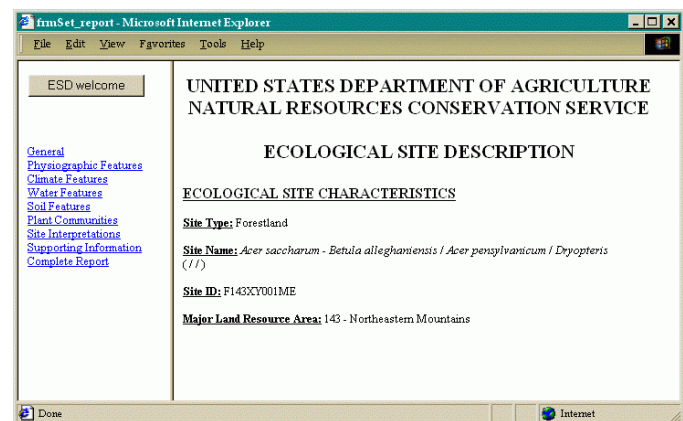 frmSet_report - Microsoft Internet Explorer
File Edit View Favorites Tools Help
ESD welcome
General
Physiographic Features
Climate Features
Water Features
Soil Features
Plant Communities
Site Interpretations
Supporting Information
Complete Report
UNITED STATES DEPARTMENT OF AGRICULTURE
NATURAL RESOURCES CONSERVATION SERVICE
ECOLOGICAL SITE DESCRIPTION
ECOLOGICAL SITE CHARACTERISTICS
Site Type: Forestland
Site Name: Acer saccharum - Betula alleghaniensis / Acer pensylvanicum / Dryopteris
( / / )
Site ID: F143XY001ME
Major Land Resource Area: 143 - Northeastern Mountains
Done
Internet